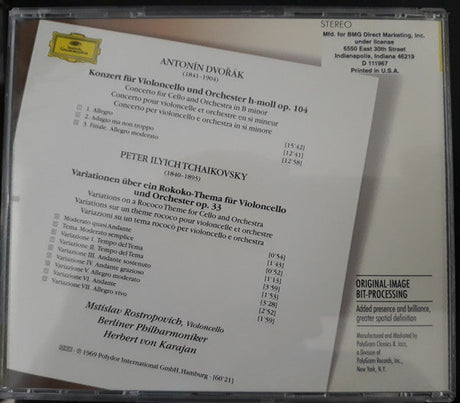 STEREO
Mfd. for BMG Direct Marketing, Inc.
under license
6550 East 30th Street
Indianapolis, Indiana 46219
D 111967
Printed in U.S.A.
ANTONÍN DVOŘÁK
(1841-1904)
Konzert für Violoncello und Orchester h-moll op. 104
Concerto for Cello and Orchestra in B minor
Concerto pour violoncelle et orchestre en si mineur
Concerto per violoncello e orchestra in si minore
1. Allegro [15'42]
2. Adagio ma non troppo [12'41]
3. Finale. Allegro moderato [12'58]
PETER ILYICH TCHAIKOVSKY
(1840-1893)
Variationen über ein Rokoko-Thema für Violoncello
und Orchester op. 33
Variations on a Rococo Theme for Cello and Orchestra
Variations sur un thème rococo pour violoncelle et orchestre
Variazioni su un tema rococo per violoncello e orchestra
Moderato quasi Andante [0'54]
Tema. Moderato semplice [1'43]
Variazione I. Tempo del Tema [0'52]
Variazione II. Tempo del Tema [1'13]
Variazione III. Andante sostenuto [3'59]
Variazione IV. Andante grazioso [1'53]
Variazione V. Allegro moderato [3'28]
Variazione VI. Andante [2'52]
Variazione VII. Allegro vivo [1'59]
Mstislav Rostropovich, Violoncello
Berliner Philharmoniker
Herbert von Karajan
℗ 1969 Polydor International GmbH, Hamburg · [60'21]
ORIGINAL-IMAGE
BIT-PROCESSING
Added presence and brilliance,
greater spatial definition
Manufactured and Marketed by
PolyGram Classics & Jazz,
a Division of
PolyGram Records, Inc.,
New York, N.Y.